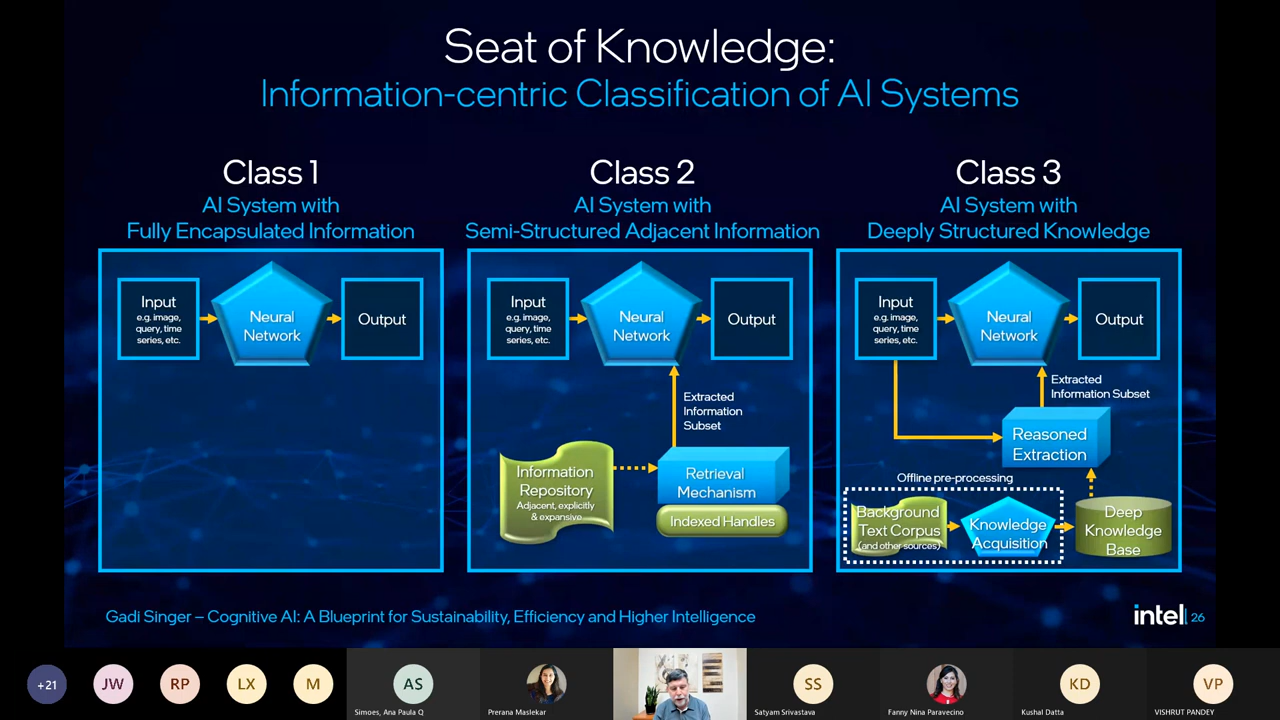 Seat of Knowledge:
Information-centric Classification of AI Systems
Class 1
AI System with
Fully Encapsulated Information
Input
e.g. image,
query, time
series, etc.
Neural
Network
Output
Class 2
AI System with
Semi-Structured Adjacent Information
Input
e.g. image,
query, time
series, etc.
Neural
Network
Output
Extracted
Information
Subset
Information
Repository
Adjacent, explicitly
& expansive
Retrieval
Mechanism
Indexed Handles
Class 3
AI System with
Deeply Structured Knowledge
Input
e.g. image,
query, time
series, etc.
Neural
Network
Output
Extracted
Information Subset
Reasoned
Extraction
Offline pre-processing
Background
Text Corpus
(and other sources)
Knowledge
Acquisition
Deep
Knowledge
Base
Gadi Singer – Cognitive AI: A Blueprint for Sustainability, Efficiency and Higher Intelligence
intel. 26
+21
JW
RP
LX
M
AS
Simoes, Ana Paula Q
Prerana Maslekar
SS
Satyam Srivastava
Fanny Nina Paravecino
KD
Kushal Datta
VP
VISHRUT PANDEY